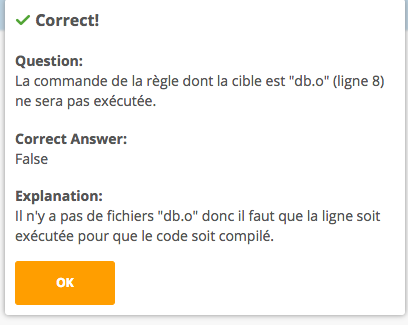 Correct!
Question:
La commande de la règle dont la cible est "db.o" (ligne 8)
ne sera pas exécutée.
Correct Answer:
False
Explanation:
Il n'y a pas de fichiers "db.o" donc il faut que la ligne soit
exécutée pour que le code soit compilé.
OK